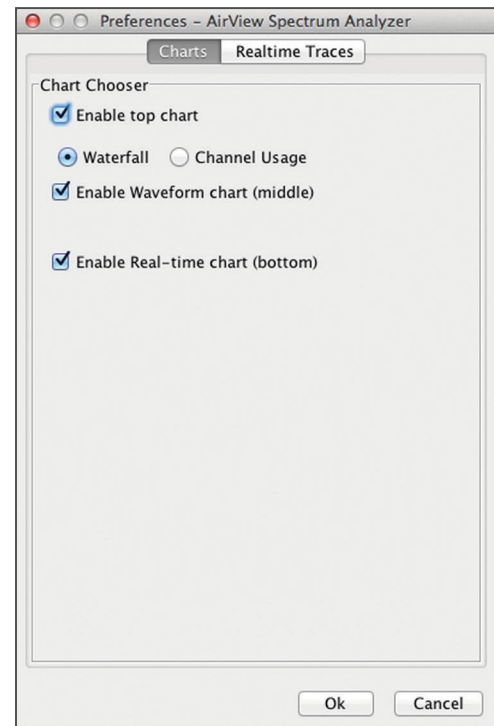 Preferences – AirView Spectrum Analyzer
Charts Realtime Traces
Chart Chooser
Enable top chart
Waterfall Channel Usage
Enable Waveform chart (middle)
Enable Real-time chart (bottom)
Ok Cancel